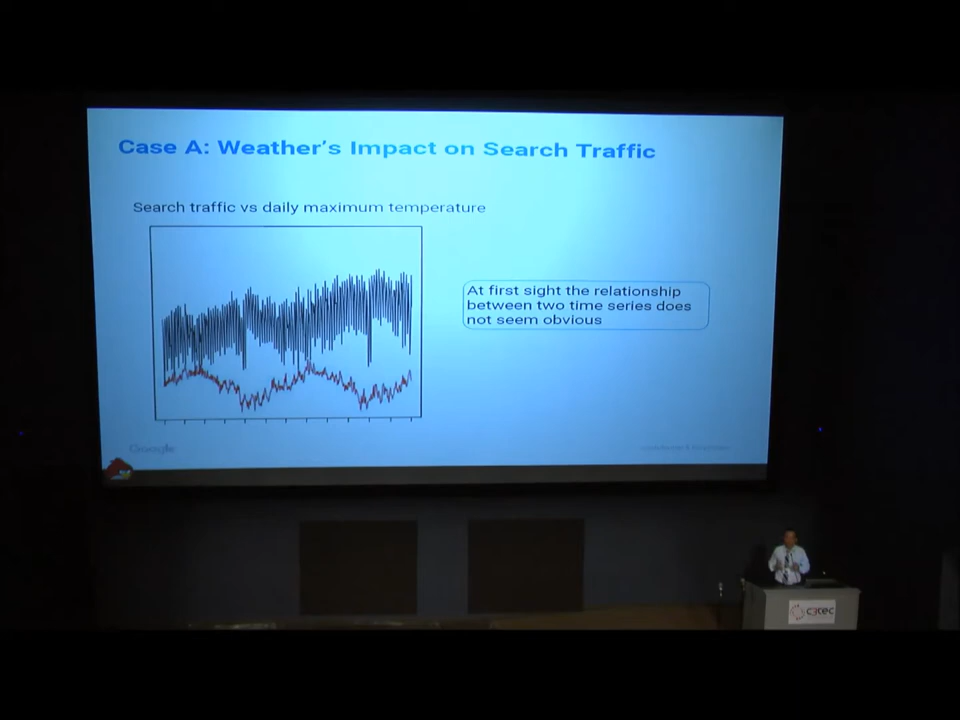 Case A: Weather's Impact on Search Traffic
Search traffic vs daily maximum temperature
At first sight the relationship
between two time series does
not seem obvious
Google
c3tec